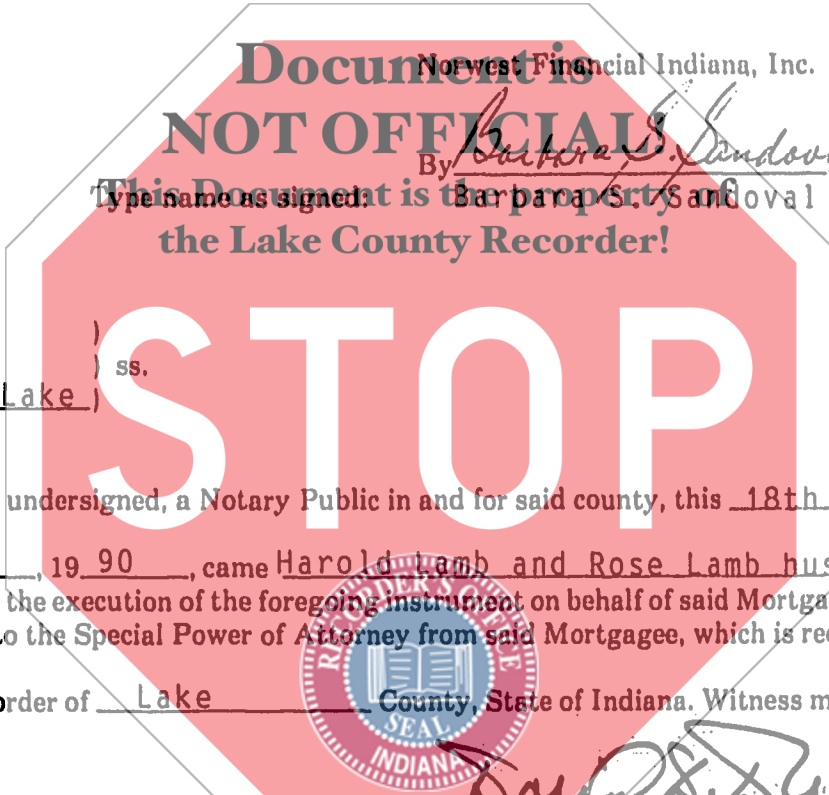 Document is
Norwest Financial Indiana, Inc.
NOT OFFICIAL!
By Barbara S. Sandov
This Document is the property of
Type name as signed: Barbara S. Sandoval
the Lake County Recorder!
)
) ss.
Lake )
STOP
undersigned, a Notary Public in and for said county, this 18th
, 19 90 , came Harold Lamb and Rose Lamb hus
the execution of the foregoing instrument on behalf of said Mortga
o the Special Power of Attorney from said Mortgagee, which is rec
order of Lake County, State of Indiana. Witness m
RECORDER'S OFFICE
SEAL
INDIANA